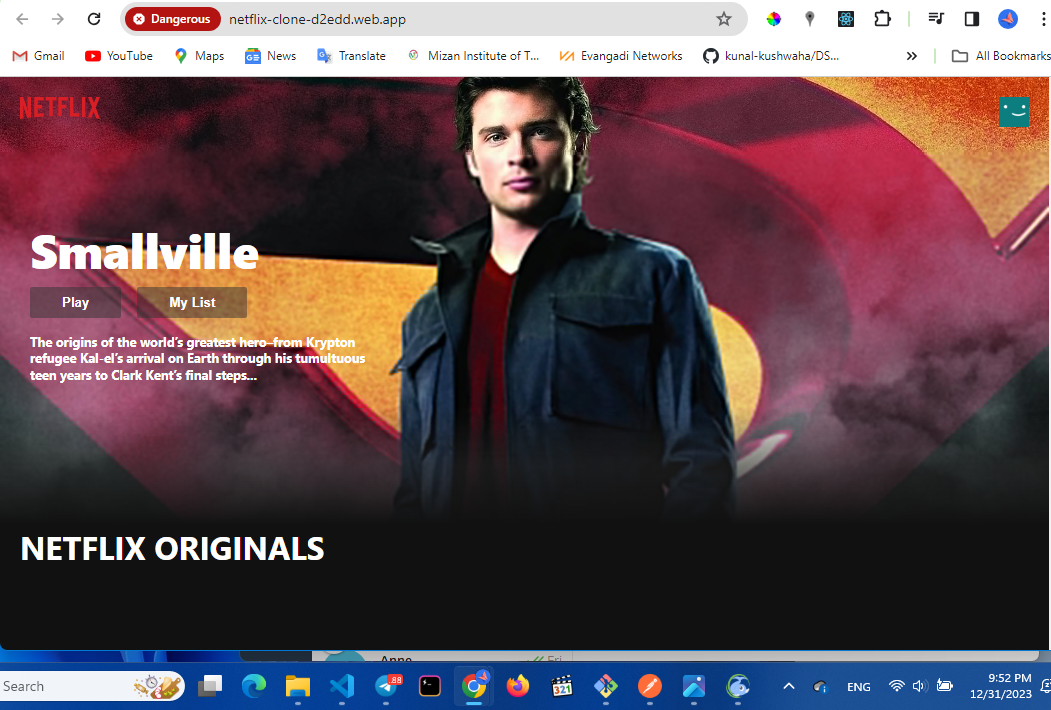 Dangerous netflix-clone-d2edd.web.app
Gmail YouTube Maps News Translate Mizan Institute of T... Evangadi Networks kunal-kushwaha/DS... » All Bookmarks
NETFLIX
Smallville
Play My List
The origins of the world's greatest hero-from Krypton
refugee Kal-el's arrival on Earth through his tumultuous
teen years to Clark Kent's final steps...
NETFLIX ORIGINALS
Search 88 321 ENG 9:52 PM
12/31/2023